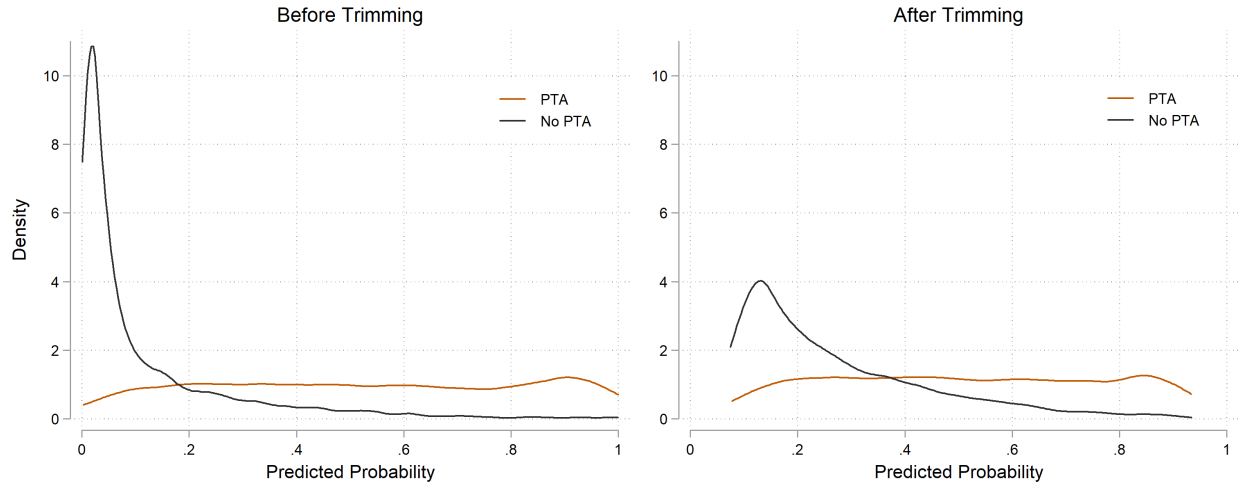 Before Trimming
Density
10
8
6
4
2
0
PTA
No PTA
0 .2 .4 .6 .8 1
Predicted Probability
After Trimming
10
8
6
4
2
0
PTA
No PTA
0 .2 .4 .6 .8 1
Predicted Probability